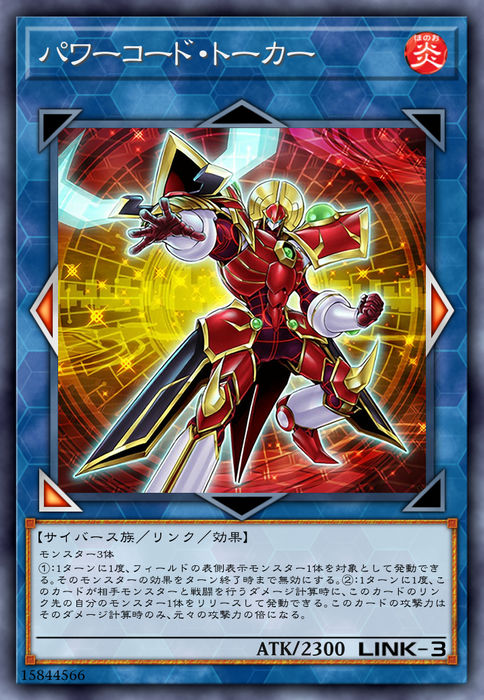 パワーコード・トーカー
ほのお
炎
【サイバース族／リンク／効果】
モンスター3体
①:1ターンに1度、フィールドの表側表示モンスター1体を対象として発動でき
る。そのモンスターの効果をターン終了時まで無効にする。②:1ターンに1度、こ
のカードが相手モンスターと戦闘を行うダメージ計算時に、このカードのリン
ク先の自分のモンスター1体をリリースして発動できる。このカードの攻撃力は
そのダメージ計算時のみ、元々の攻撃力の倍になる。
ATK/2300 LINK-3
15844566